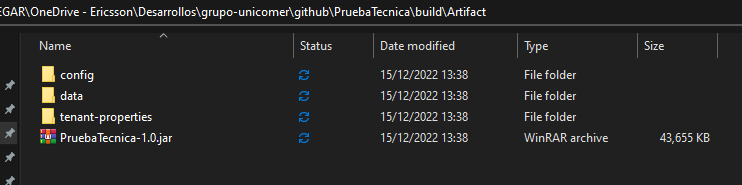 EGAR\OneDrive - Ericsson\Desarrollos\grupo-unicomer\github\PruebaTecnica\build\Artifact
Name Status Date modified Type Size
config 15/12/2022 13:38 File folder
data 15/12/2022 13:38 File folder
tenant-properties 15/12/2022 13:38 File folder
PruebaTecnica-1.0.jar 15/12/2022 13:38 WinRAR archive 43,655 KB